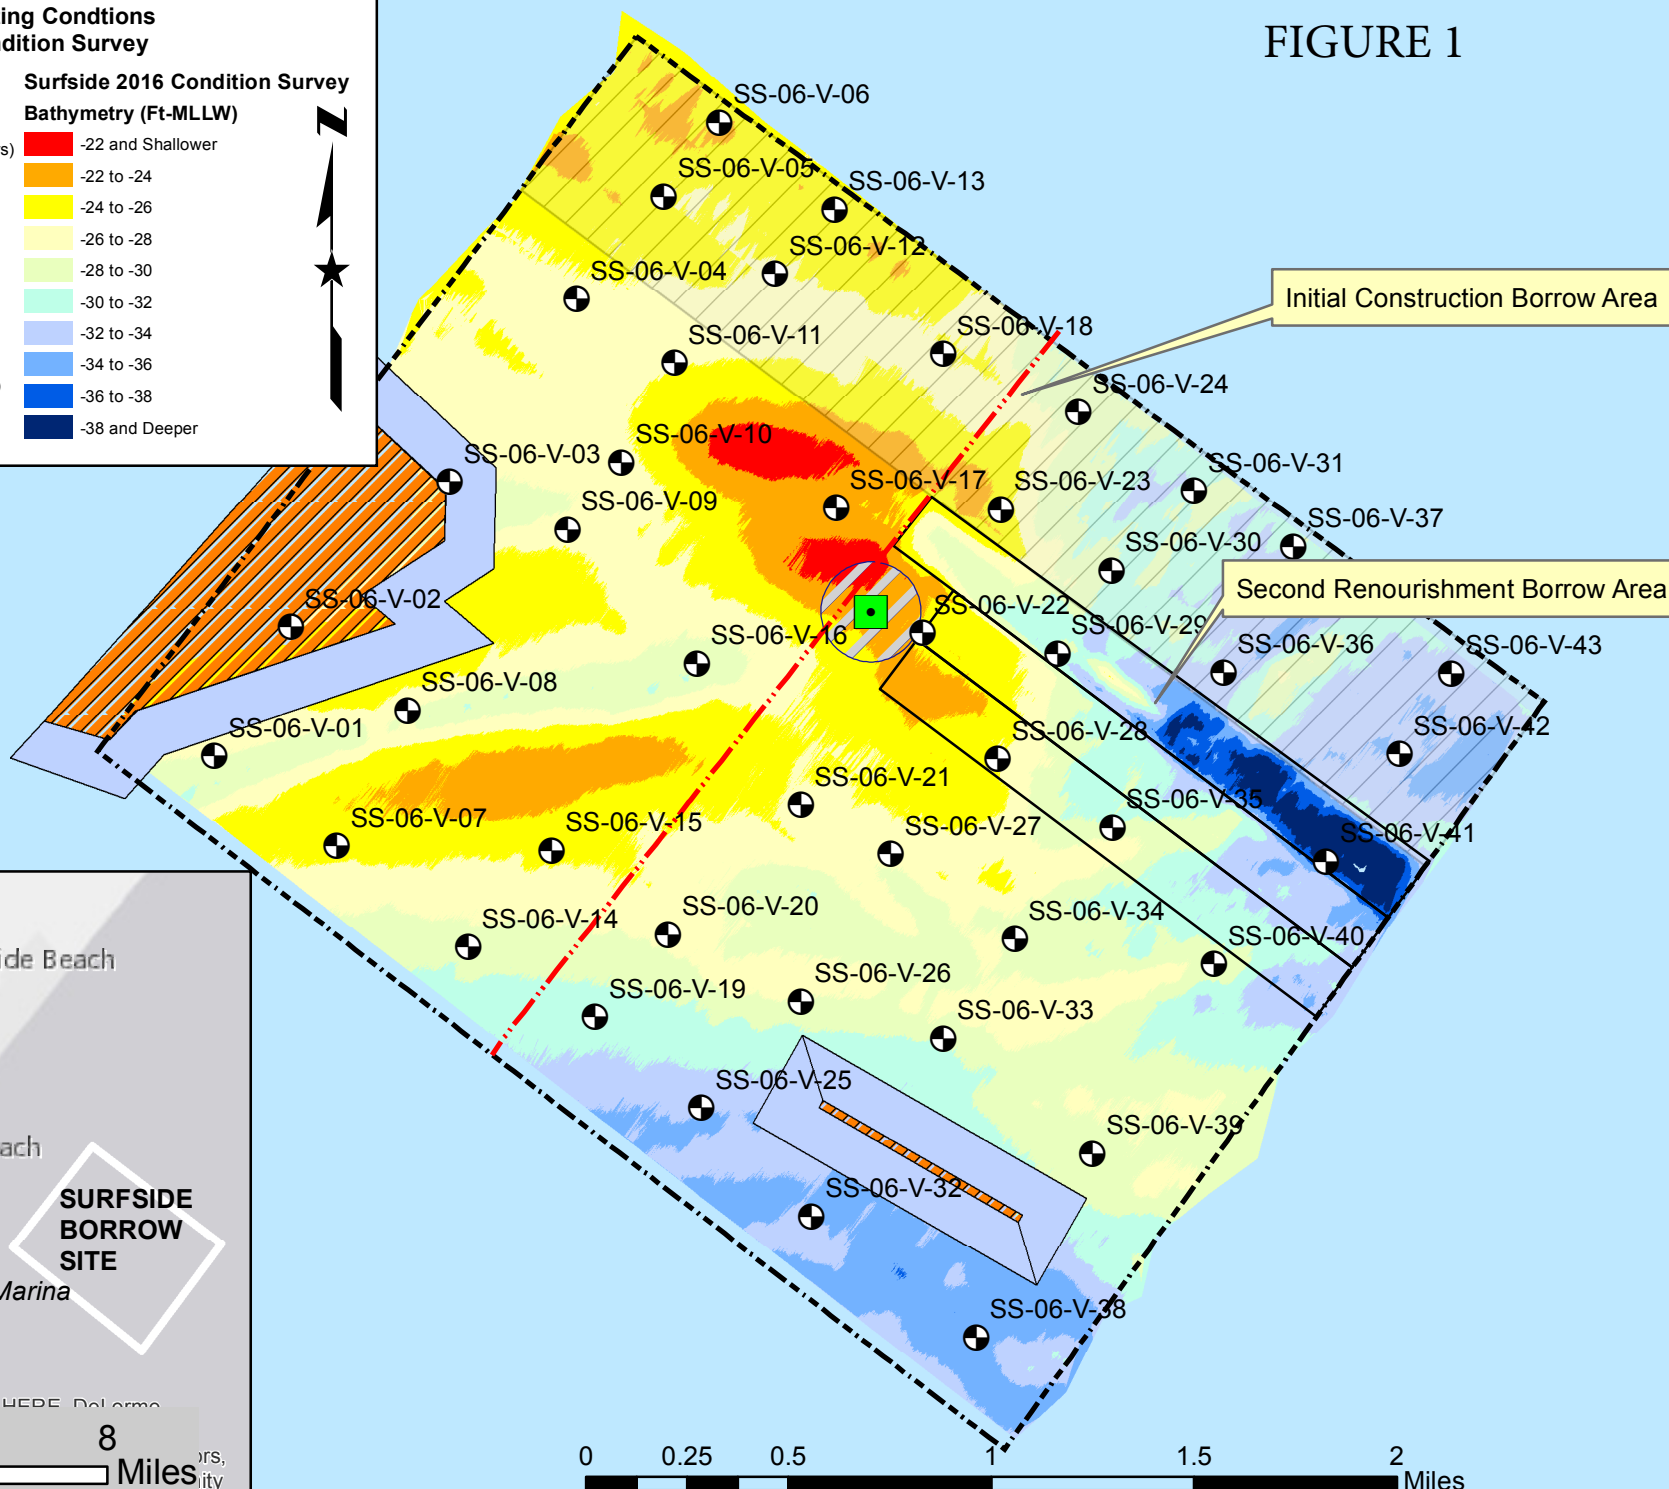 FIGURE 1
Condtions
Condition Survey
Surfside 2016 Condition Survey
Bathymetry (Ft-MLLW)
-22 and Shallower
-22 to -24
-24 to -26
-26 to -28
-28 to -30
-30 to -32
-32 to -34
-34 to -36
-36 to -38
-38 and Deeper
Z
SS-06-V-06
SS-06-V-05
SS-06-V-13
SS-06-V-12
SS-06-V-04
Initial Construction Borrow Area
SS-06-V-18
SS-06-V-11
SS-06-V-24
SS-06-V-10
SS-06-V-03
SS-06-V-31
SS-06-V-17
SS-06-V-23
SS-06-V-09
SS-06-V-37
SS-06-V-30
Second Renourishment Borrow Area
SS-06-V-02
SS-06-V-22
SS-06-V-29
SS-06-V-16
SS-06-V-36
SS-06-V-43
SS-06-V-08
SS-06-V-01
SS-06-V-28
SS-06-V-42
SS-06-V-21
SS-06-V-35
SS-06-V-07
SS-06-V-15
SS-06-V-27
SS-06-V-41
SS-06-V-20
SS-06-V-34
SS-06-V-14
SS-06-V-40
SS-06-V-26
SS-06-V-19
SS-06-V-33
SS-06-V-25
SS-06-V-39
SS-06-V-32
SS-06-V-38
Beach
SURFSIDE
BORROW
SITE
Marina
HERE, DeLorme
8
Miles
0 0.25 0.5 1 1.5 2
Miles